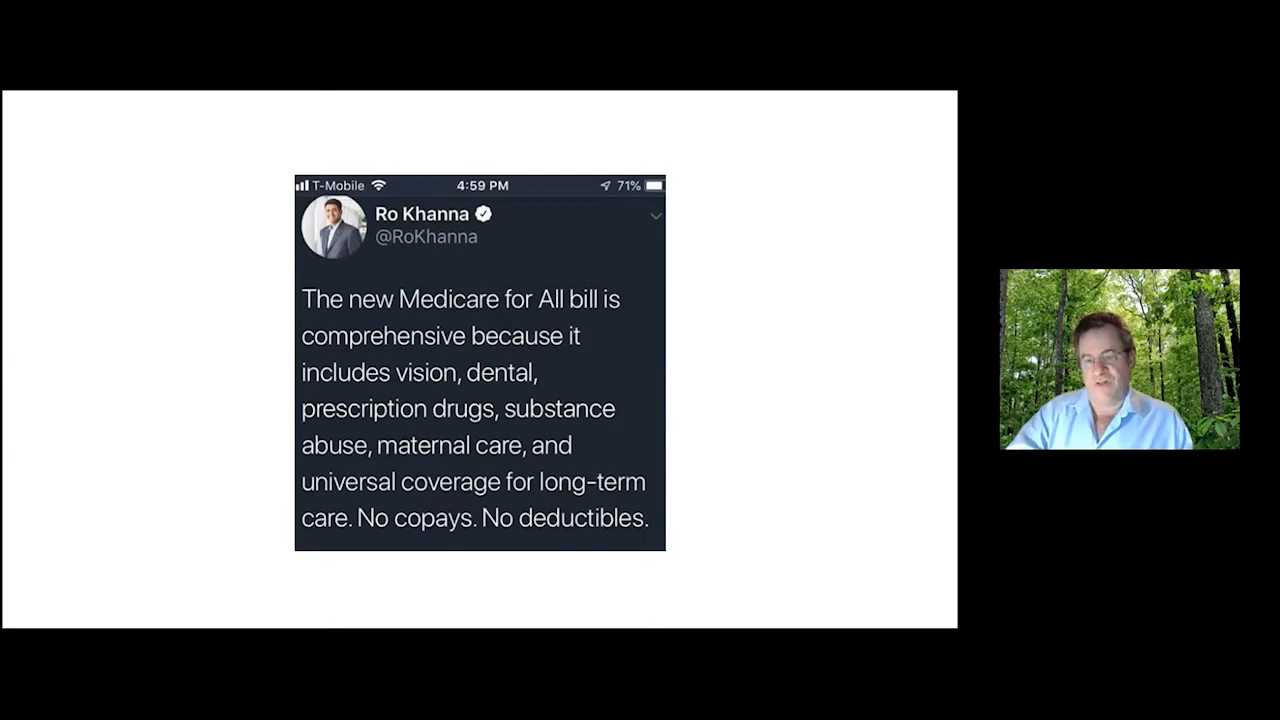 T-Mobile 4:59 PM 71%
Ro Khanna
@RoKhanna
The new Medicare for All bill is
comprehensive because it
includes vision, dental,
prescription drugs, substance
abuse, maternal care, and
universal coverage for long-term
care. No copays. No deductibles.